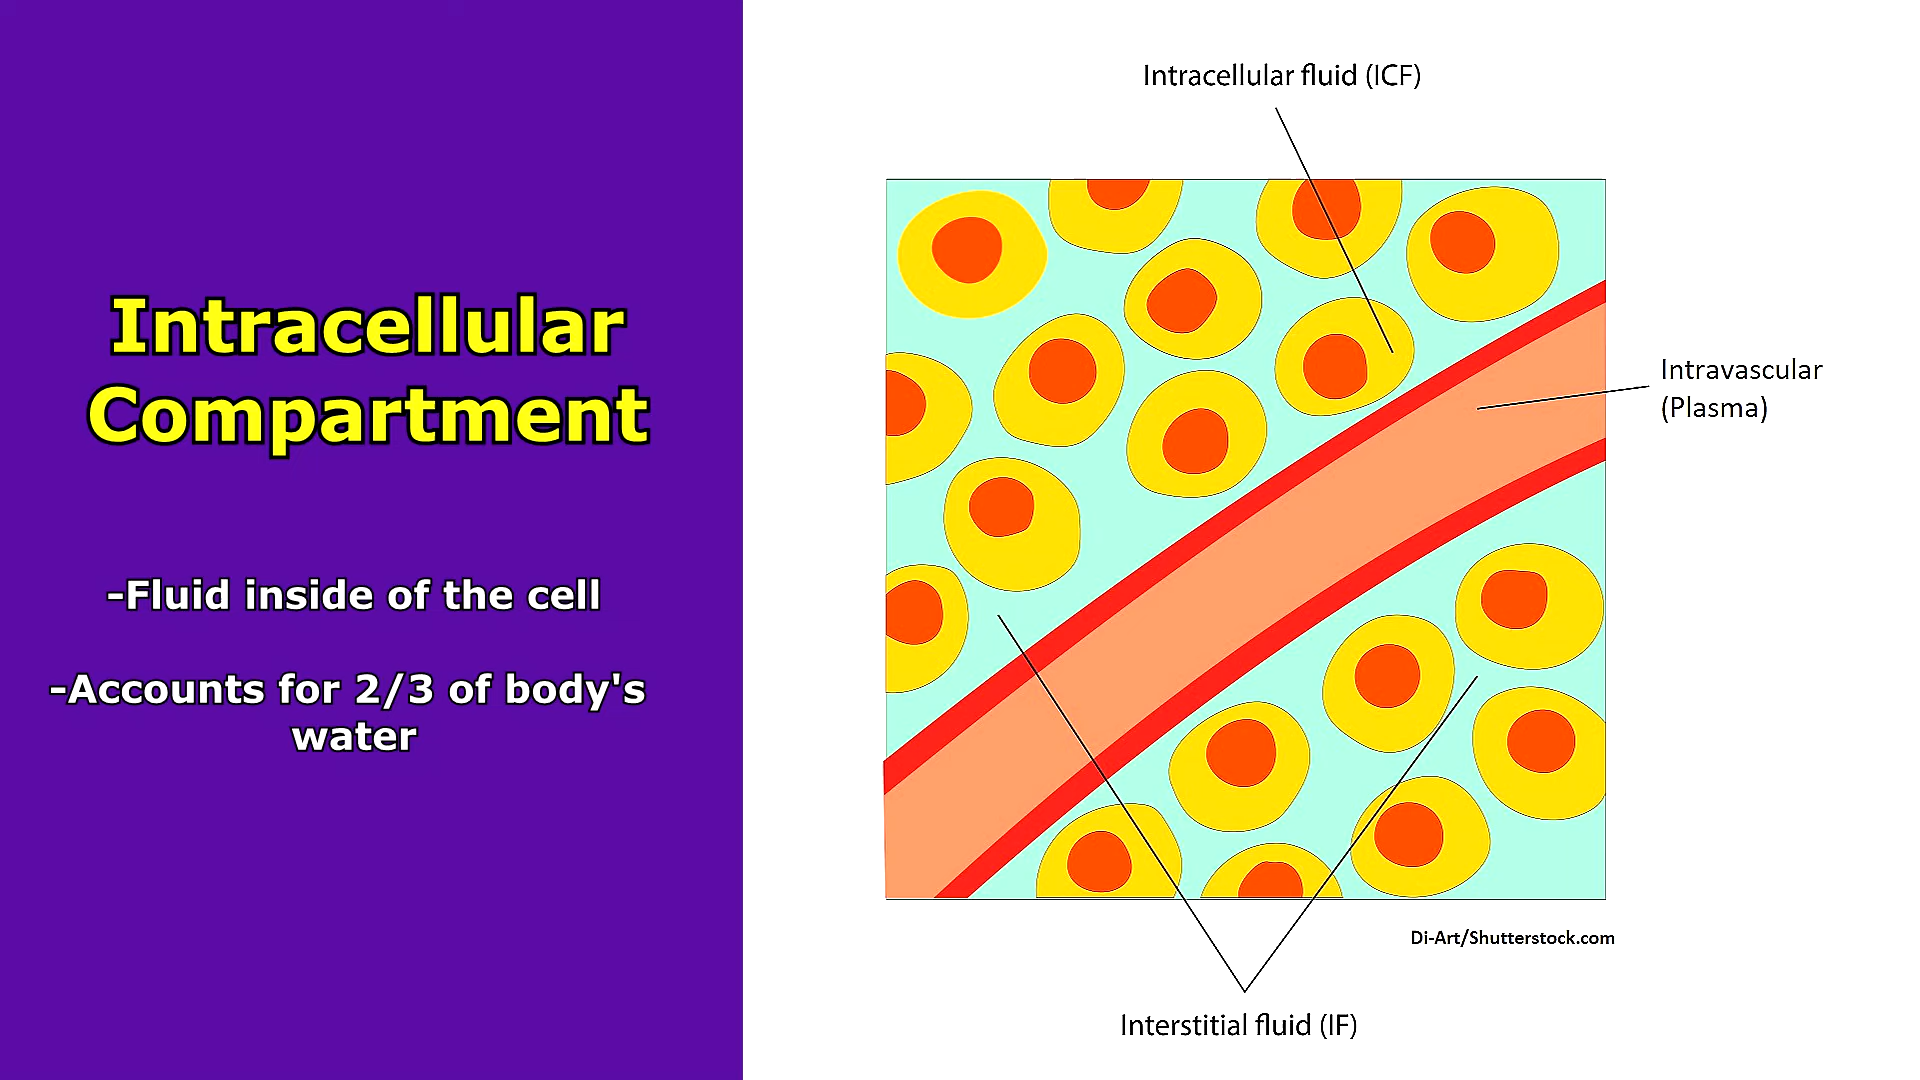 Intracellular
Compartment
-Fluid inside of the cell
-Accounts for 2/3 of body's
water
Intracellular fluid (ICF)
Intravascular
(Plasma)
Di-Art/Shutterstock.com
Interstitial fluid (IF)